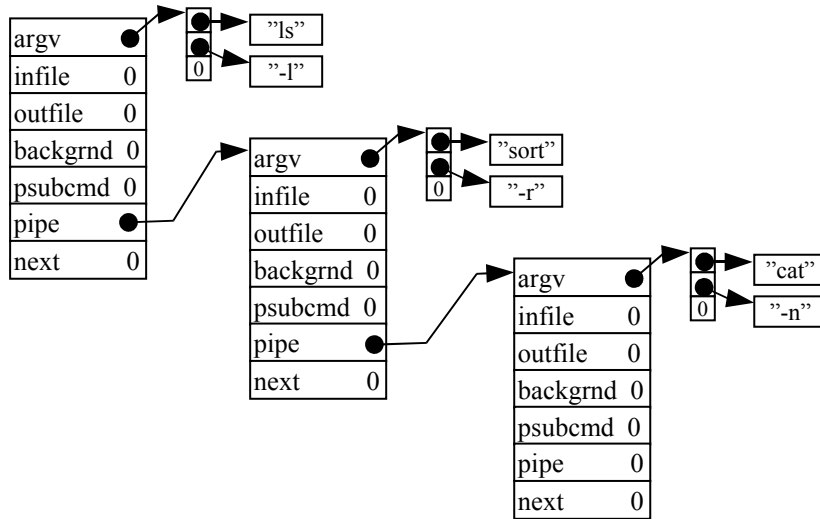 argv
”ls”
”-l”
0
infile 0
outfile 0
backgrnd 0
psubcmd 0
pipe
next 0
argv
”sort”
”-r”
0
infile 0
outfile 0
backgrnd 0
psubcmd 0
pipe
next 0
argv
”cat”
”-n”
0
infile 0
outfile 0
backgrnd 0
psubcmd 0
pipe 0
next 0